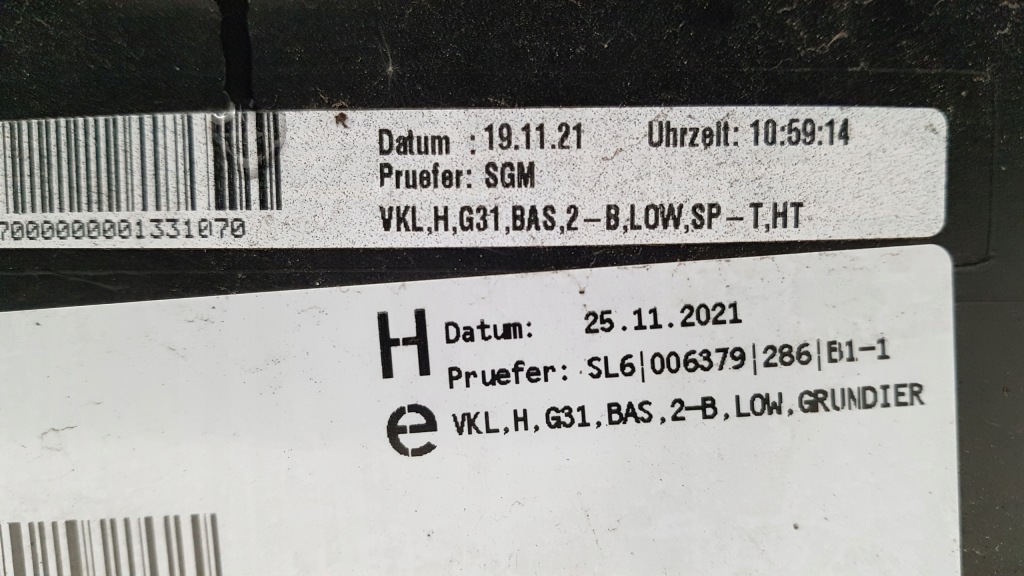 Datum : 19.11.21 Uhrzeit: 10:59:14
Pruefer: SGM
VKL,H,G31,BAS,2-B,LOW,SP-T,HT
7000000001331070
H Datum: 25.11.2021
Pruefer: SL6|006379|286|B1-1
e VKL,H,G31,BAS,2-B,LOW,GRUNDIER